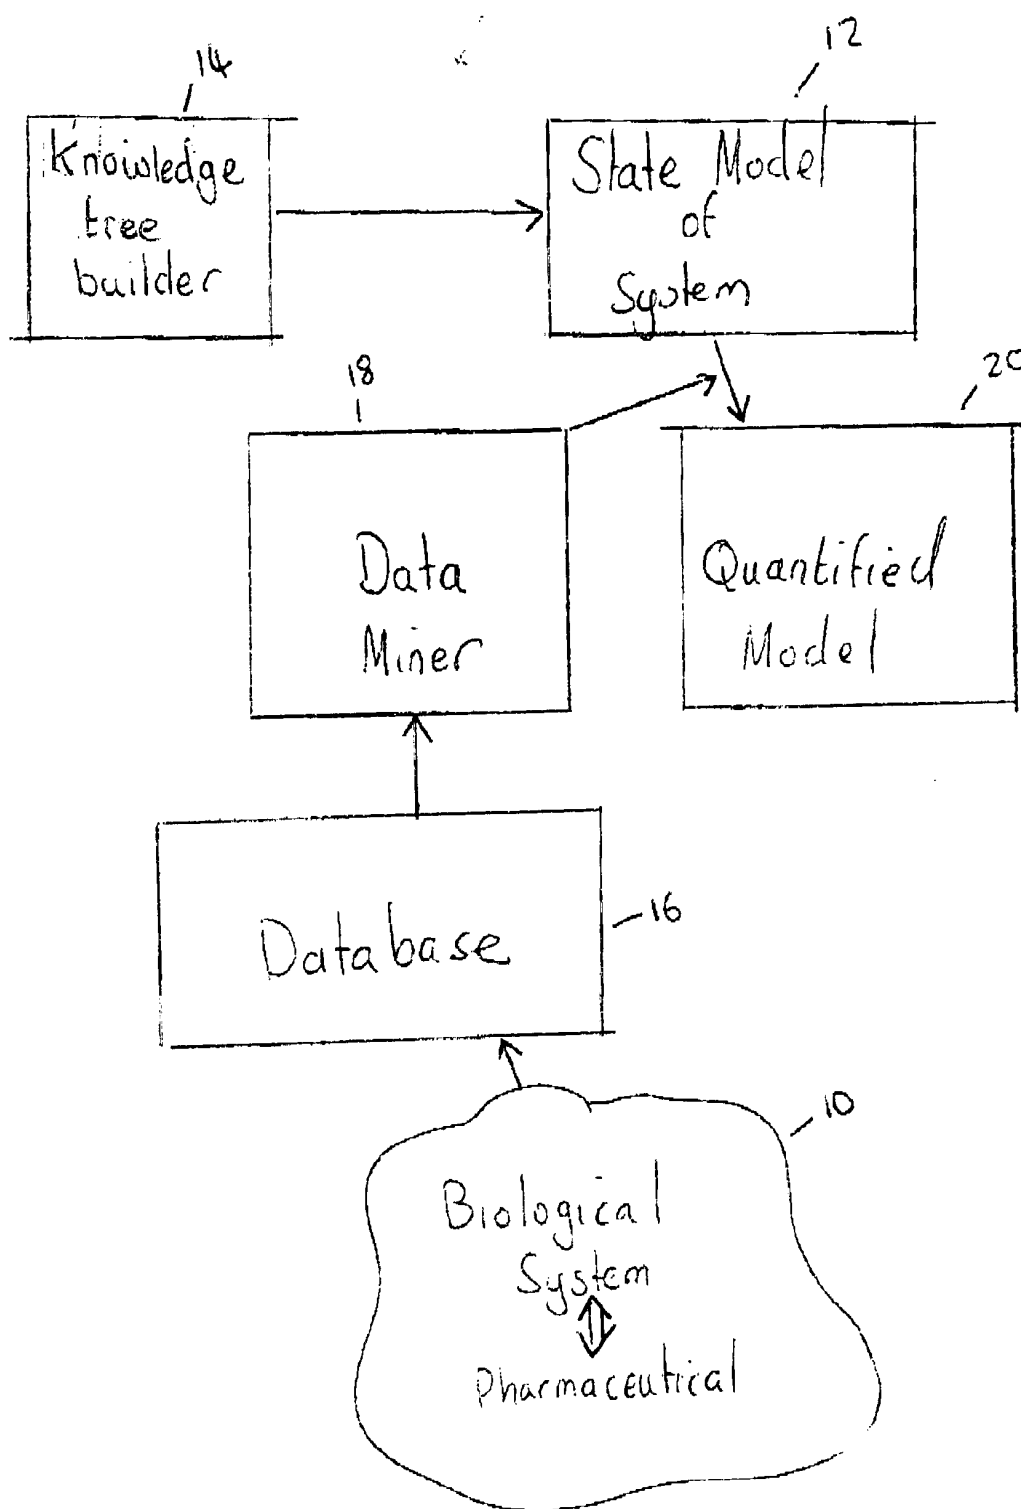 14
Knowledge
tree
builder
12
State Model
of
System
18
Data
Miner
20
Quantified
Model
Database
16
10
Biological
System
Pharmaceutical